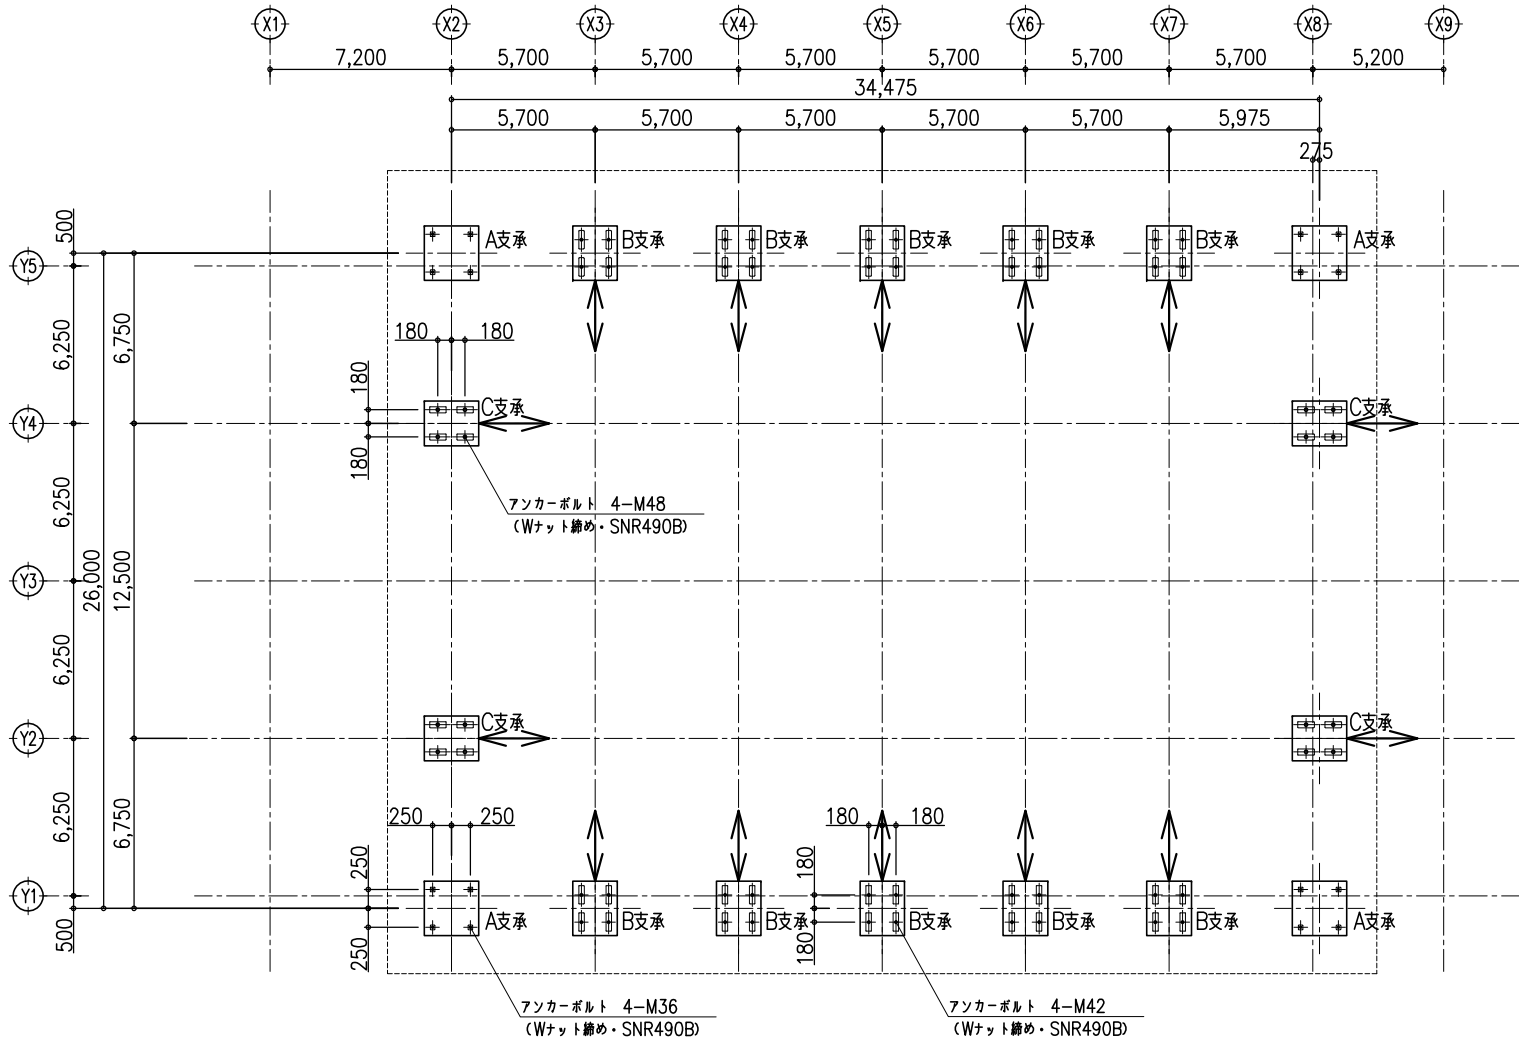 X1 X2 X3 X4 X5 X6 X7 X8 X9
7,200 5,700 5,700 5,700 5,700 5,700 5,700 5,200
34,475
5,700 5,700 5,700 5,700 5,700 5,975
275
500
A支承 B支承 B支承 B支承 B支承 B支承 A支承
Y5
6,250 6,750
180 180
180
C支承 C支承
Y4
180
6,250
アンカーボルト 4-M48
(Wナット締め・SNR490B)
Y3
26,000 12,500
6,250
C支承 C支承
Y2
6,250 6,750
250 250 180 180
250 180
Y1
A支承 B支承 B支承 B支承 B支承 B支承 A支承
500 250 180
アンカーボルト 4-M36
(Wナット締め・SNR490B)
アンカーボルト 4-M42
(Wナット締め・SNR490B)